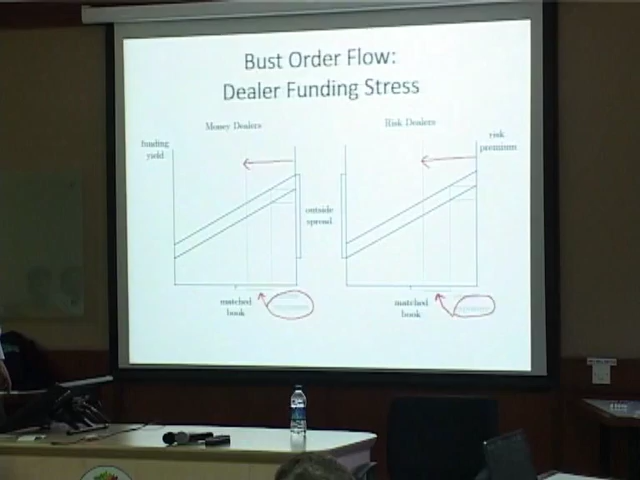 Bust Order Flow:
Dealer Funding Stress
Money Dealers
Risk Dealers
funding
yield
risk
premium
outside
spread
matched
book
matched
book